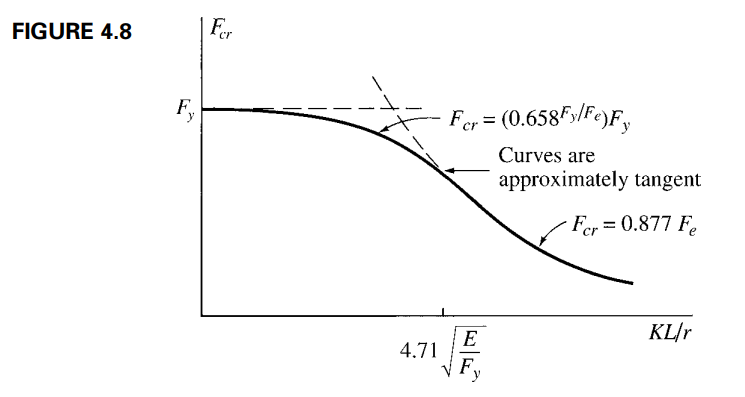 FIGURE 4.8
F_cr
F_y
F_cr = (0.658^{F_y/F_e})F_y
Curves are
approximately tangent
F_cr = 0.877 F_e
KL/r
4.71 √(E/F_y)